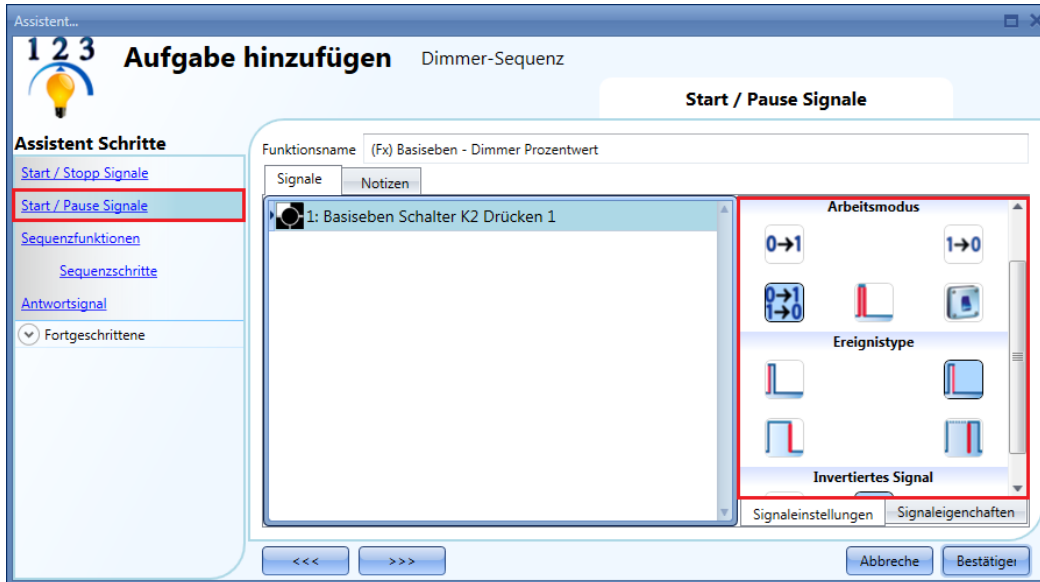 Assistent...
1 2 3
Aufgabe hinzufügen Dimmer-Sequenz
Start / Pause Signale
Assistent Schritte
Start / Stopp Signale
Start / Pause Signale
Sequenzfunktionen
Sequenzschritte
Antwortsignal
Fortgeschrittene
Funktionsname (Fx) Basiseben - Dimmer Prozentwert
Signale Notizen
1: Basiseben Schalter K2 Drücken 1
Arbeitsmodus
0→1 1→0
0→1
1→0
Ereignistype
Invertiertes Signal
Signaleinstellungen Signaleigenchaften
<<< >>> Abbreche Bestätiger